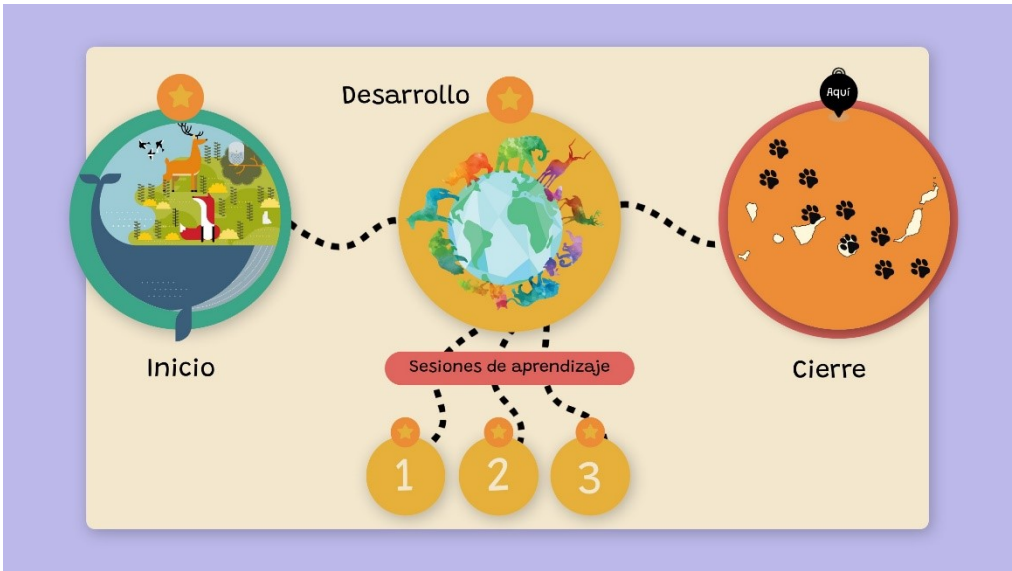 Desarrollo
Aquí
Inicio
Sesiones de aprendizaje
Cierre
1
2
3